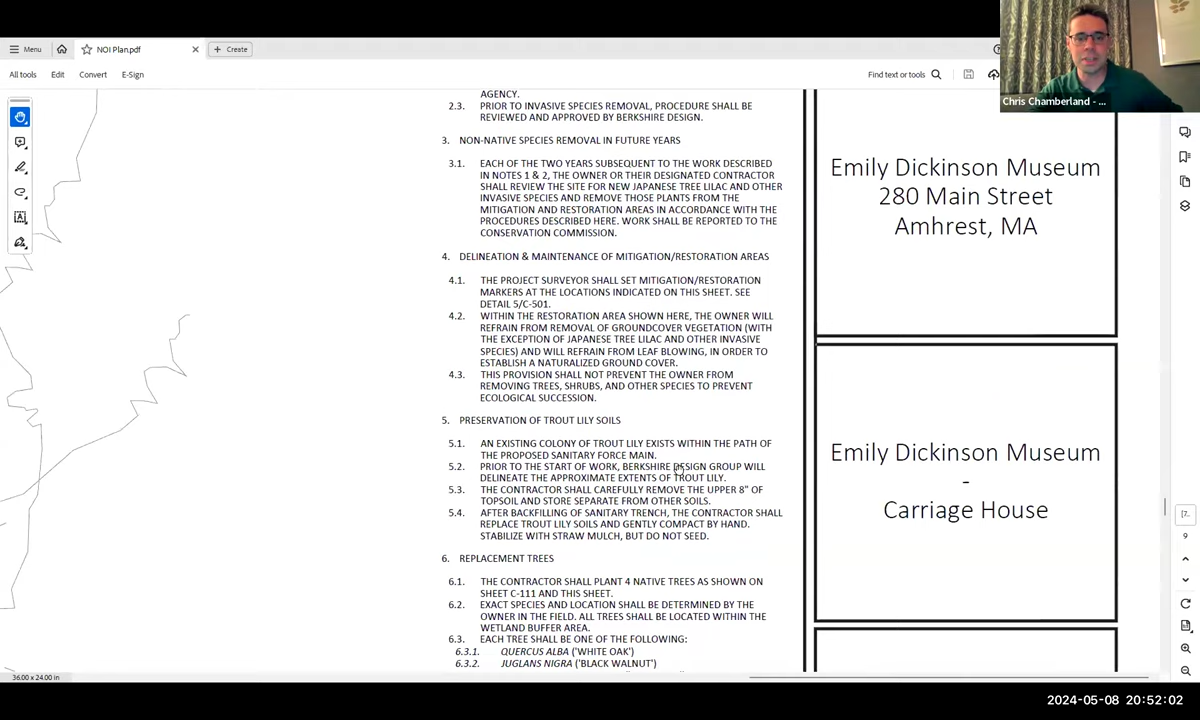 Menu
NOI Plan.pdf
Create
All tools
Edit
Convert
E-Sign
Find text or tools
Chris Chamberland - ...
AGENCY.
2.3. PRIOR TO INVASIVE SPECIES REMOVAL, PROCEDURE SHALL BE
REVIEWED AND APPROVED BY BERKSHIRE DESIGN.
3. NON-NATIVE SPECIES REMOVAL IN FUTURE YEARS
3.1. EACH OF THE TWO YEARS SUBSEQUENT TO THE WORK DESCRIBED
IN NOTES 1 & 2, THE OWNER OR THEIR DESIGNATED CONTRACTOR
SHALL REVIEW THE SITE FOR NEW JAPANESE TREE LILAC AND OTHER
INVASIVE SPECIES AND REMOVE THOSE PLANTS FROM THE
MITIGATION AND RESTORATION AREAS IN ACCORDANCE WITH THE
PROCEDURES DESCRIBED HERE. WORK SHALL BE REPORTED TO THE
CONSERVATION COMMISSION.
4. DELINEATION & MAINTENANCE OF MITIGATION/RESTORATION AREAS
4.1. THE PROJECT SURVEYOR SHALL SET MITIGATION/RESTORATION
MARKERS AT THE LOCATIONS INDICATED ON THIS SHEET. SEE
DETAIL 5/C-501.
4.2. WITHIN THE RESTORATION AREA SHOWN HERE, THE OWNER WILL
REFRAIN FROM REMOVAL OF GROUNDCOVER VEGETATION (WITH
THE EXCEPTION OF JAPANESE TREE LILAC AND OTHER INVASIVE
SPECIES) AND WILL REFRAIN FROM LEAF BLOWING, IN ORDER TO
ESTABLISH A NATURALIZED GROUND COVER.
4.3. THIS PROVISION SHALL NOT PREVENT THE OWNER FROM
REMOVING TREES, SHRUBS, AND OTHER SPECIES TO PREVENT
ECOLOGICAL SUCCESSION.
5. PRESERVATION OF TROUT LILY SOILS
5.1. AN EXISTING COLONY OF TROUT LILY EXISTS WITHIN THE PATH OF
THE PROPOSED SANITARY FORCE MAIN.
5.2. PRIOR TO THE START OF WORK, BERKSHIRE DESIGN GROUP WILL
DELINEATE THE APPROXIMATE EXTENTS OF TROUT LILY.
5.3. THE CONTRACTOR SHALL CAREFULLY REMOVE THE UPPER 8" OF
TOPSOIL AND STORE SEPARATE FROM OTHER SOILS.
5.4. AFTER BACKFILLING OF SANITARY TRENCH, THE CONTRACTOR SHALL
REPLACE TROUT LILY SOILS AND GENTLY COMPACT BY HAND.
STABILIZE WITH STRAW MULCH, BUT DO NOT SEED.
6. REPLACEMENT TREES
6.1. THE CONTRACTOR SHALL PLANT 4 NATIVE TREES AS SHOWN ON
SHEET C-111 AND THIS SHEET.
6.2. EXACT SPECIES AND LOCATION SHALL BE DETERMINED BY THE
OWNER IN THE FIELD. ALL TREES SHALL BE LOCATED WITHIN THE
WETLAND BUFFER AREA.
6.3. EACH TREE SHALL BE ONE OF THE FOLLOWING:
6.3.1. QUERCUS ALBA ('WHITE OAK')
6.3.2. JUGLANS NIGRA ('BLACK WALNUT')
Emily Dickinson Museum
280 Main Street
Amhrest, MA
Emily Dickinson Museum
-
Carriage House
9
36.00 x 24.00 in
2024-05-08 20:52:02